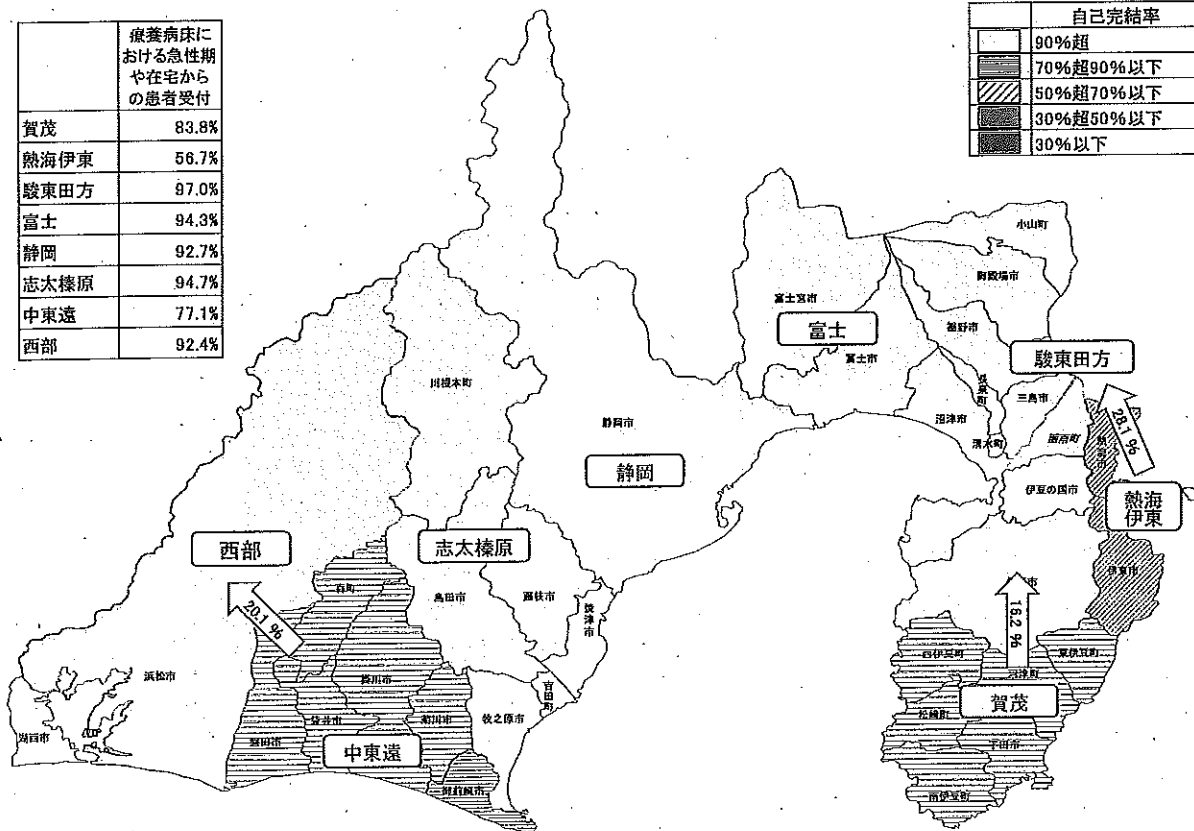 療養病床に
おける急性期
や在宅から
の患者受付
賀茂 83.8%
熱海伊東 56.7%
駿東田方 97.0%
富士 94.3%
静岡 92.7%
志太榛原 94.7%
中東遠 77.1%
西部 92.4%
自己完結率
90%超
70%超90%以下
50%超70%以下
30%超50%以下
30%以下
小山町
御殿場市
富士宮市
富士
裾野市
富士市
駿東田方
川根本町
長泉町
三島市
静岡市
沼津市
清水町
函南町
熱海市
28.1 %
静岡
伊豆の国市
熱海
伊東
西部
志太榛原
伊東市
森町
島田市
藤枝市
焼津市
20.1 %
16.2 %
西伊豆町
東伊豆町
河津町
浜松市
掛川市
吉田町
賀茂
湖西市
磐田市
袋井市
菊川市
牧之原市
松崎町
下田市
中東遠
御前崎市
南伊豆町